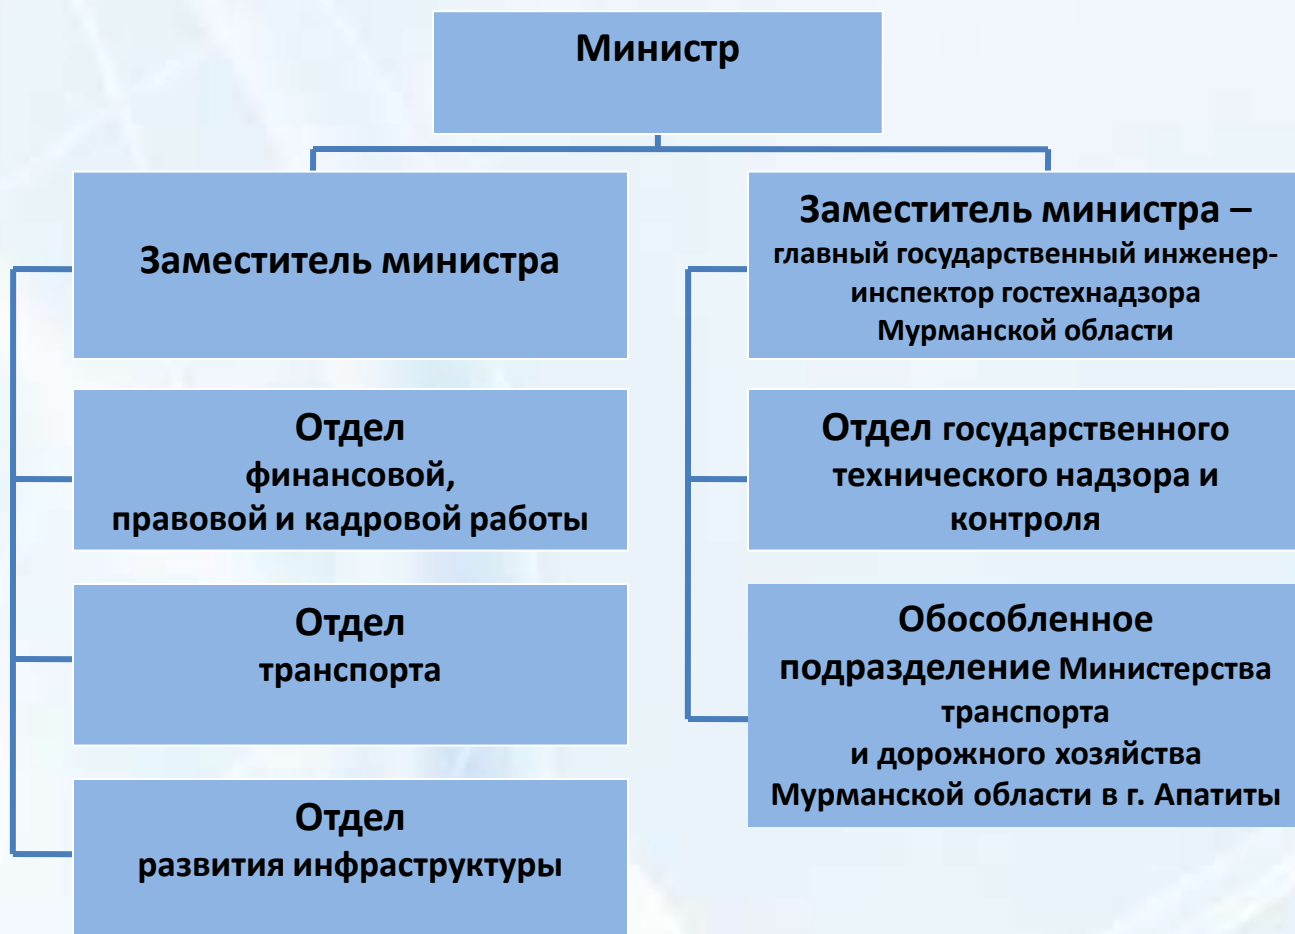 Министр
Заместитель министра
Отдел
финансовой,
правовой и кадровой работы
Отдел
транспорта
Отдел
развития инфраструктуры
Заместитель министра –
главный государственный инженер-
инспектор гостехнадзора
Мурманской области
Отдел государственного
технического надзора и
контроля
Обособленное
подразделение Министерства
транспорта
и дорожного хозяйства
Мурманской области в г. Апатиты